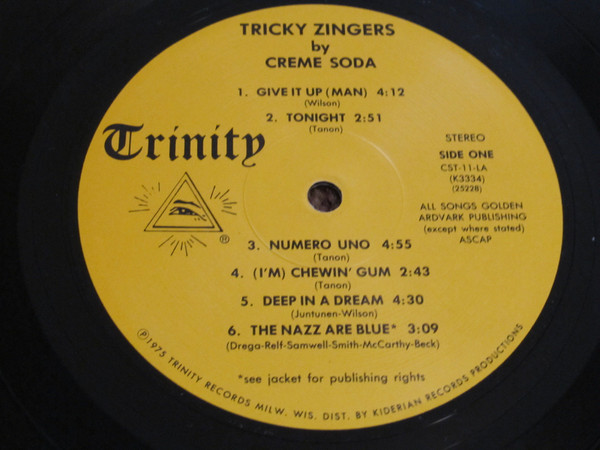 TRICKY ZINGERS
by
CREME SODA
1. GIVE IT UP (MAN) 4:12
(Wilson)
2. TONIGHT 2:51
(Tanon)
Trinity
®
STEREO
SIDE ONE
CST-11-LA
(K3334)
(25228)
ALL SONGS GOLDEN
ARDVARK PUBLISHING
(except where stated)
ASCAP
3. NUMERO UNO 4:55
(Tanon)
4. (I'M) CHEWIN' GUM 2:43
(Tanon)
5. DEEP IN A DREAM 4:30
(Juntunen-Wilson)
6. THE NAZZ ARE BLUE* 3:09
(Drega-Relf-Samwell-Smith-McCarthy-Beck)
*see jacket for publishing rights
℗1975 TRINITY RECORDS MILW. WIS. DIST. BY KIDERIAN RECORDS PRODUCTIONS